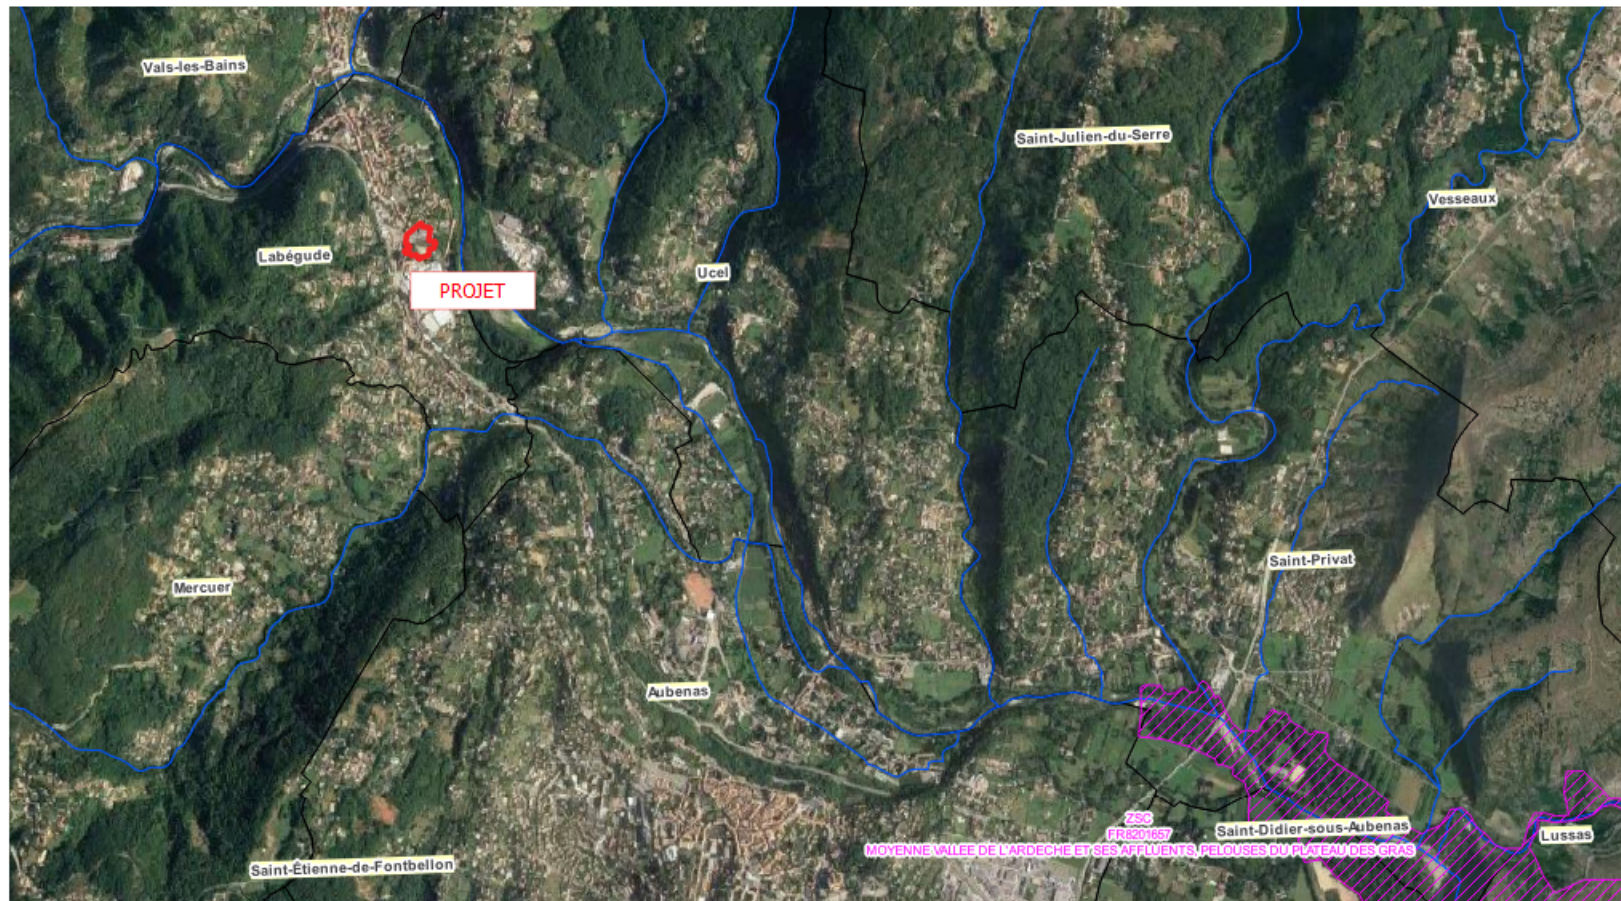 Vals-les-Bains
Saint-Julien-du-Serre
Vesseaux
Labégude
Ucel
PROJET
Saint-Privat
Mercuer
Aubenas
ZSC
FR8201657
MOYENNE VALLEE DE L'ARDECHE ET SES AFFLUENTS, PELOUSES DU PLATEAU DES GRAS
Saint-Didier-sous-Aubenas
Lussas
Saint-Étienne-de-Fontbellon